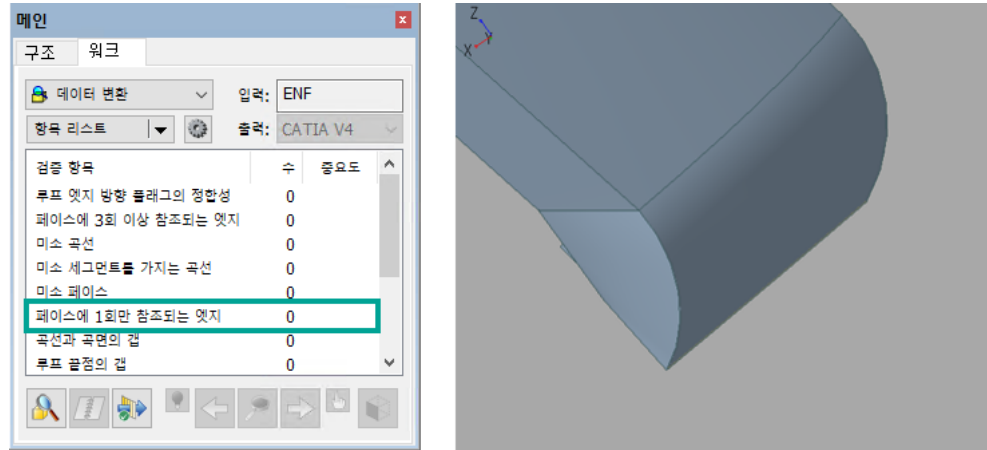 메인
구조 워크
데이터 변환 입력: ENF
항목 리스트 출력: CATIA V4
검증 항목 수 중요도
루프 엣지 방향 플래그의 정합성 0
페이스에 3회 이상 참조되는 엣지 0
미소 곡선 0
미소 세그먼트를 가지는 곡선 0
미소 페이스 0
페이스에 1회만 참조되는 엣지 0
곡선과 곡면의 갭 0
루프 끝점의 갭 0
Z
X Y